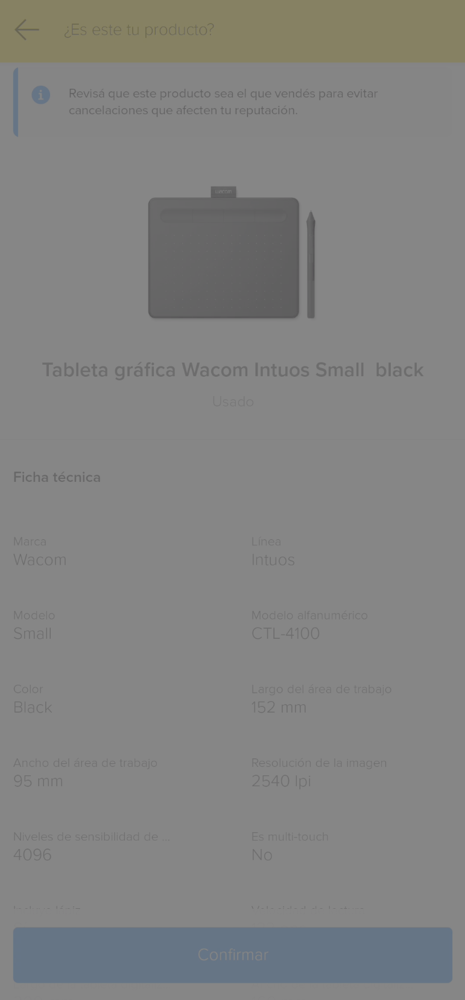 ¿Es este tu producto?
Revisá que este producto sea el que vendés para evitar
cancelaciones que afecten tu reputación.
wacom
Tableta gráfica Wacom Intuos Small  black
Usado
Ficha técnica
Marca
Wacom
Línea
Intuos
Modelo
Small
Modelo alfanumérico
CTL-4100
Color
Black
Largo del área de trabajo
152 mm
Ancho del área de trabajo
95 mm
Resolución de la imagen
2540 lpi
Niveles de sensibilidad de ...
4096
Es multi-touch
No
Incluye lápiz
Velocidad de lectura
Confirmar